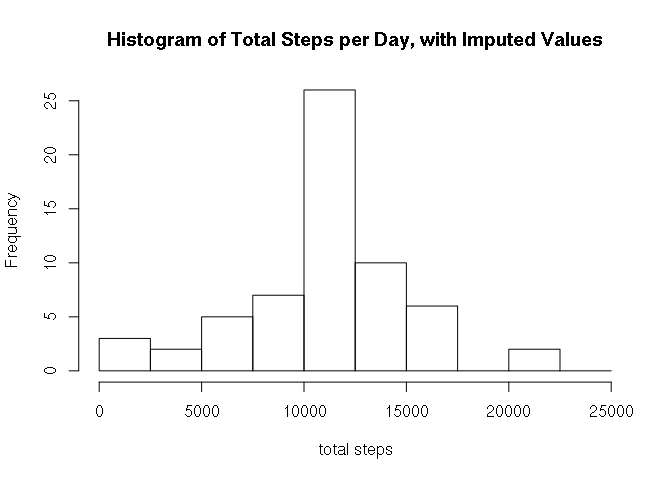 Histogram of Total Steps per Day, with Imputed Values
Frequency
25
20
15
10
5
0
0 5000 10000 15000 20000 25000
total steps